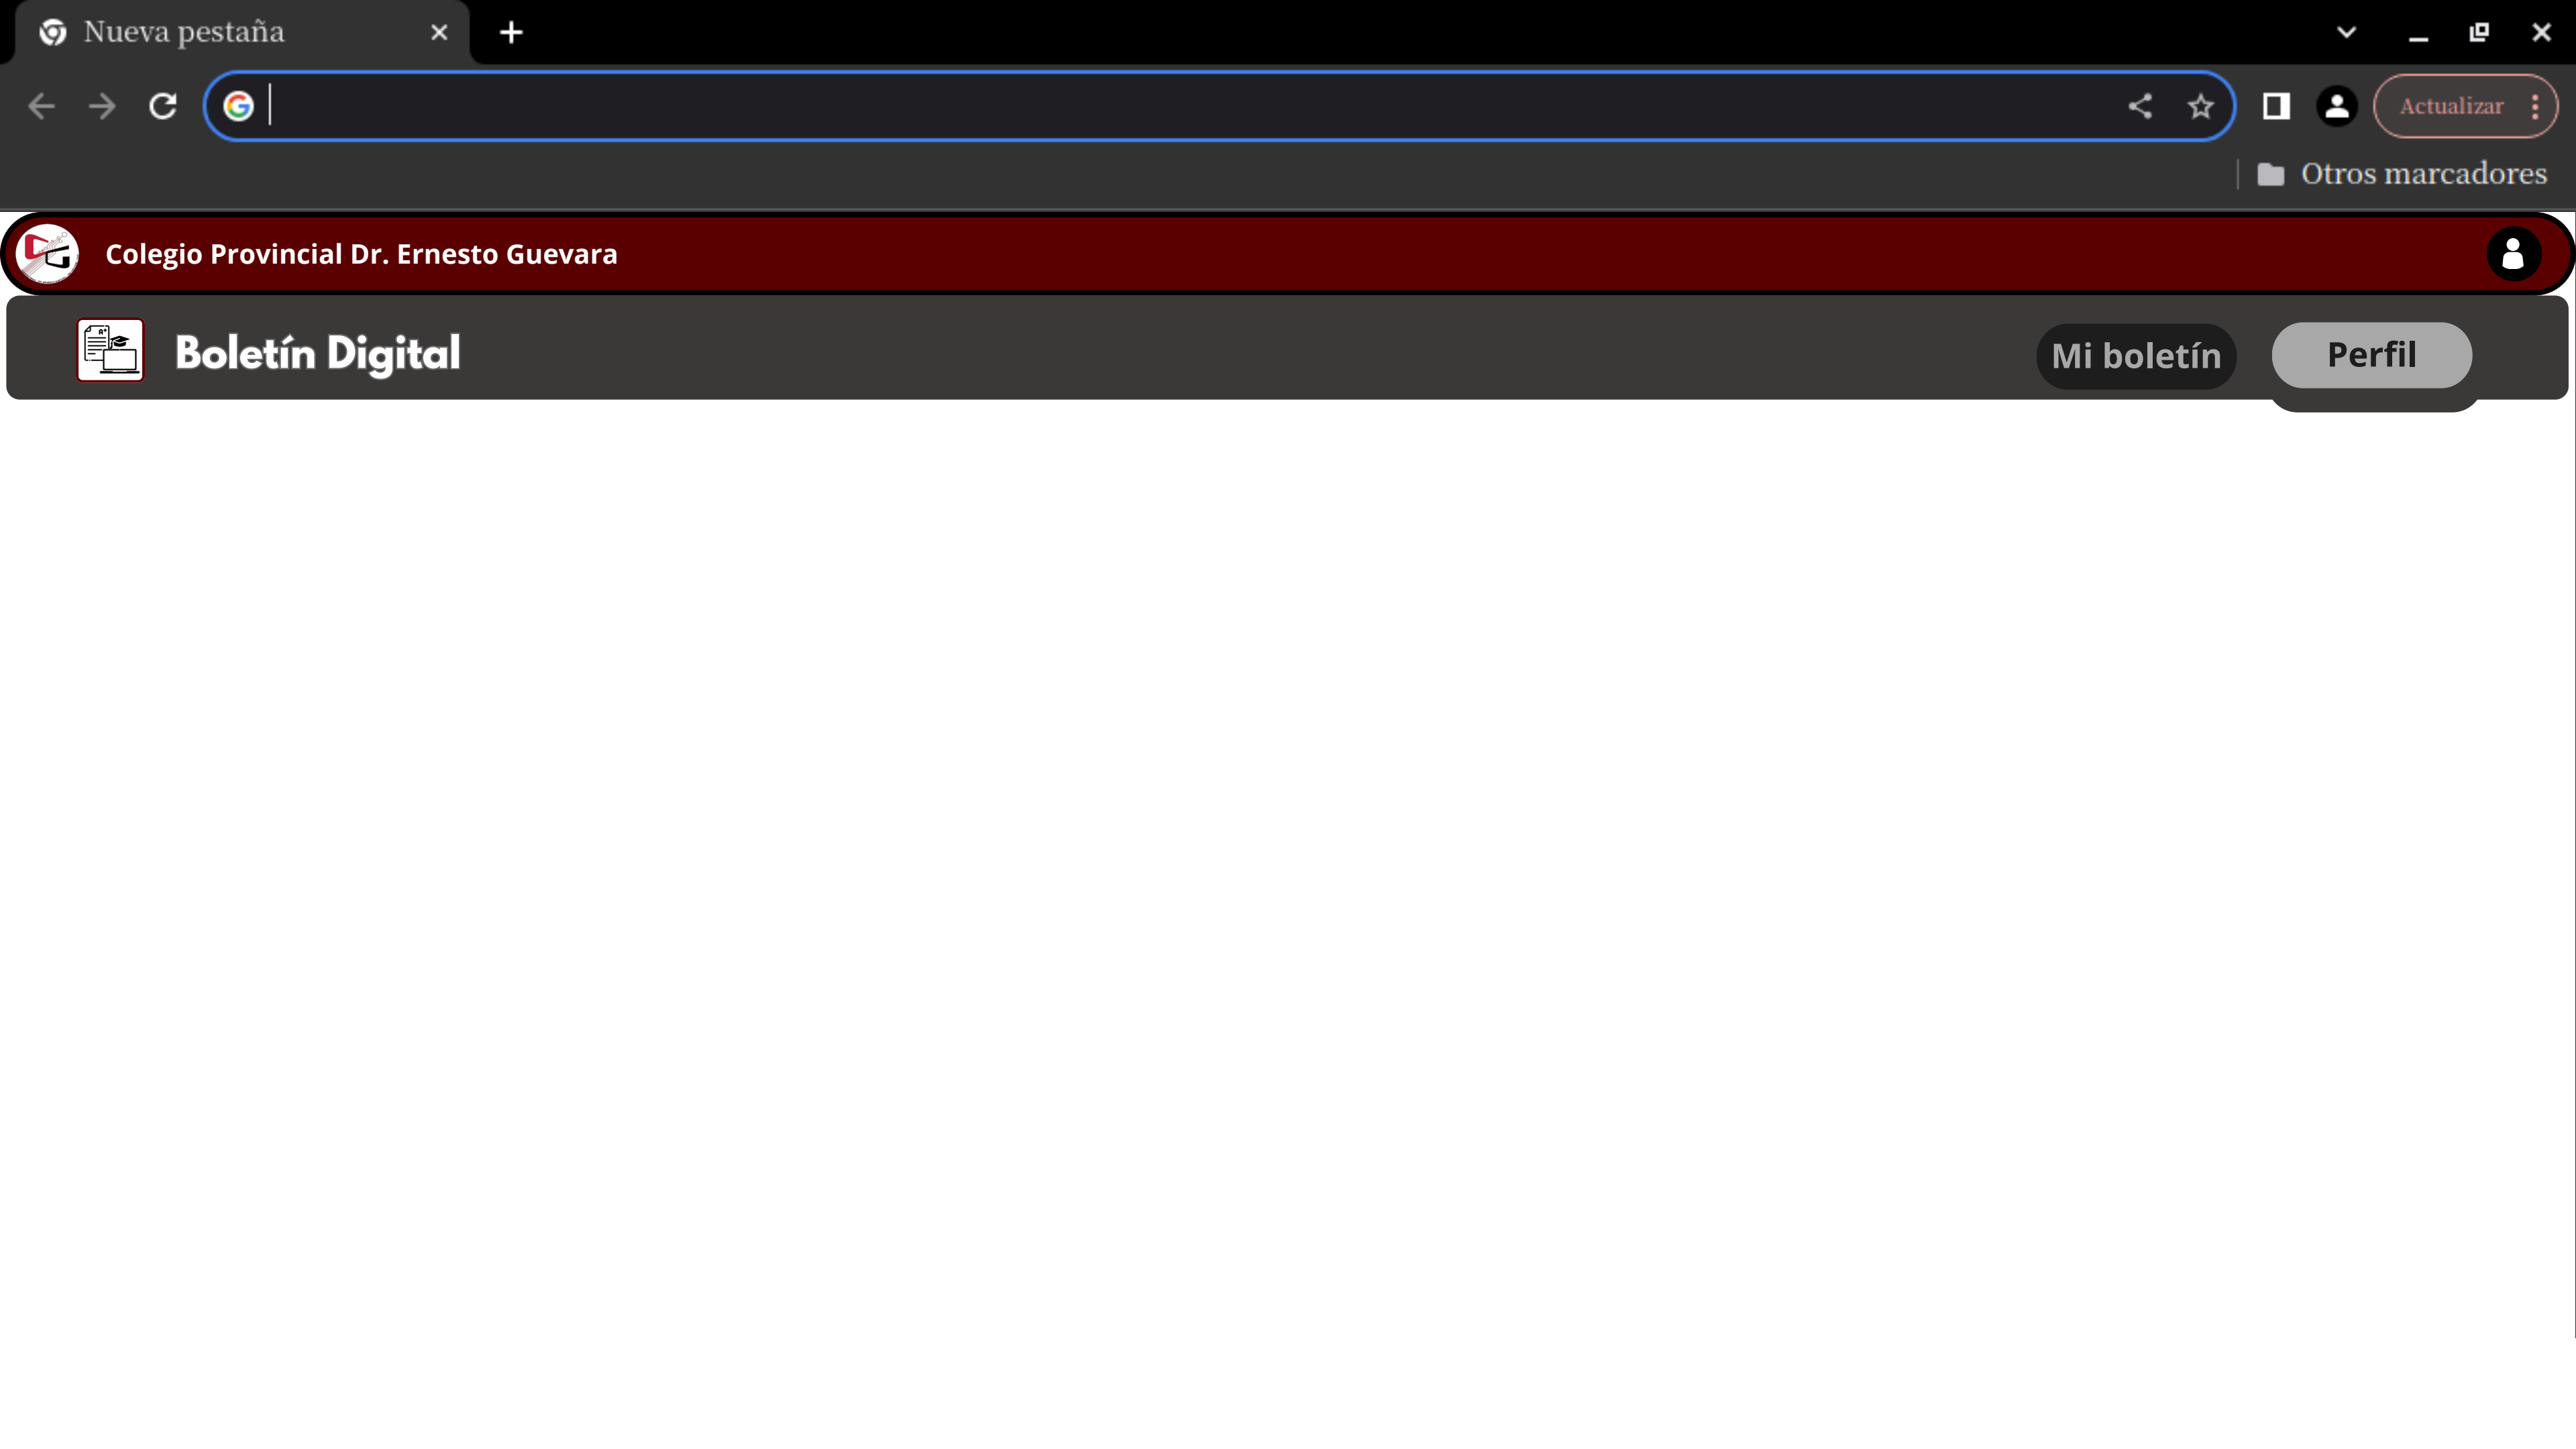 Nueva pestaña
Actualizar
Otros marcadores
Colegio Provincial Dr. Ernesto Guevara
Boletín Digital
Mi boletín
Perfil